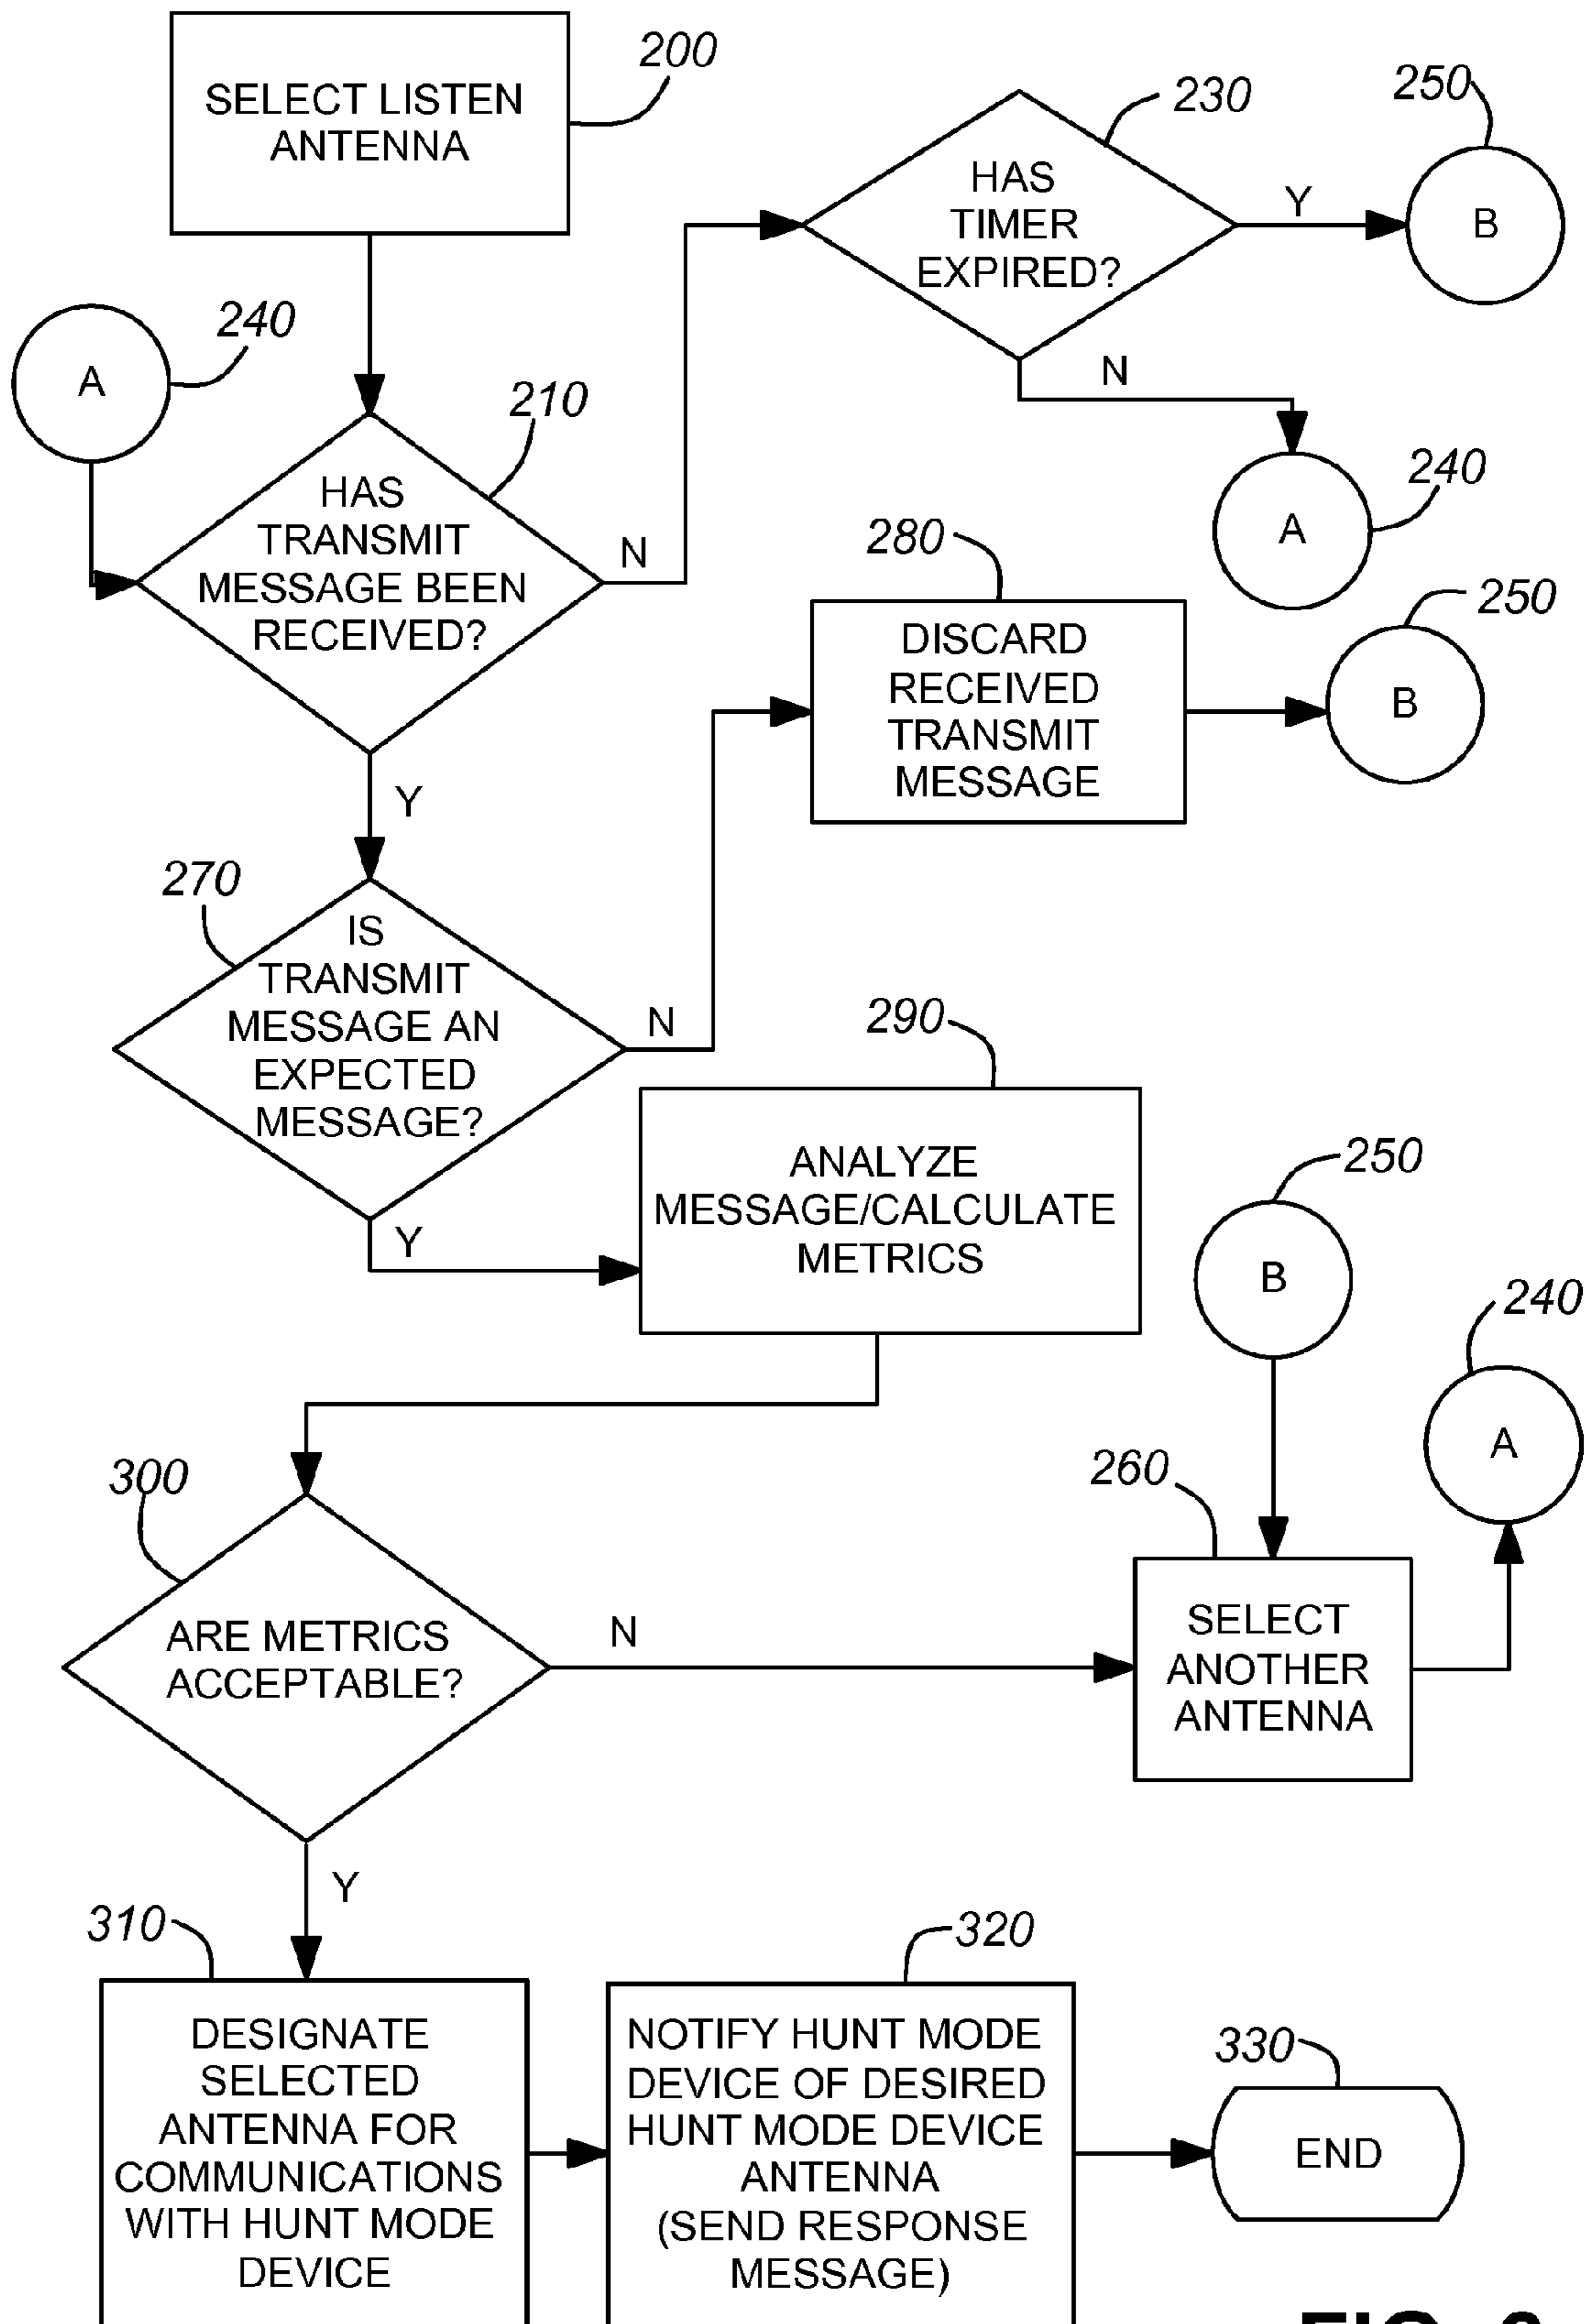 200
SELECT LISTEN
ANTENNA
230
HAS
TIMER
EXPIRED?
Y
250
B
N
240
A
240
A
210
HAS
TRANSMIT
MESSAGE BEEN
RECEIVED?
N
Y
280
DISCARD
RECEIVED
TRANSMIT
MESSAGE
250
B
270
IS
TRANSMIT
MESSAGE AN
EXPECTED
MESSAGE?
N
Y
290
ANALYZE
MESSAGE/CALCULATE
METRICS
250
B
240
A
300
ARE METRICS
ACCEPTABLE?
N
Y
260
SELECT
ANOTHER
ANTENNA
310
DESIGNATE
SELECTED
ANTENNA FOR
COMMUNICATIONS
WITH HUNT MODE
DEVICE
320
NOTIFY HUNT MODE
DEVICE OF DESIRED
HUNT MODE DEVICE
ANTENNA
(SEND RESPONSE
MESSAGE)
330
END